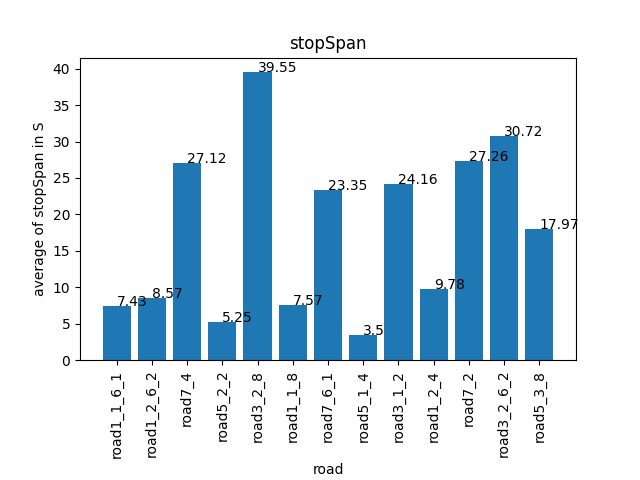 stopSpan
average of stopSpan in S
40
35
30
25
20
15
10
5
0
7.43
8.57
27.12
5.25
39.55
7.57
23.35
3.5
24.16
9.78
27.26
30.72
17.97
road1_1_6_1
road1_2_6_2
road7_4
road5_2_2
road3_2_8
road1_1_8
road7_6_1
road5_1_4
road3_1_2
road1_2_4
road7_2
road3_2_6_2
road5_3_8
road